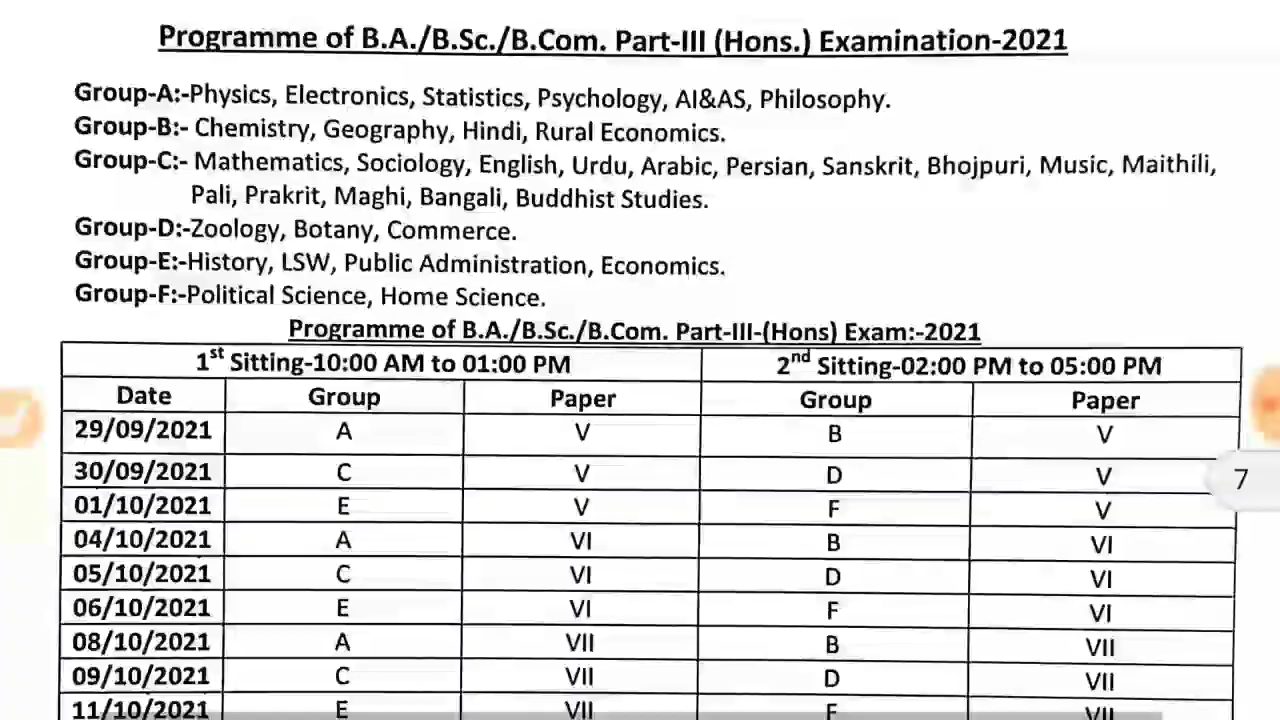 Programme of B.A./B.Sc./B.Com. Part-III (Hons.) Examination-2021
Group-A:-Physics, Electronics, Statistics, Psychology, AI&AS, Philosophy.
Group-B:- Chemistry, Geography, Hindi, Rural Economics.
Group-C:- Mathematics, Sociology, English, Urdu, Arabic, Persian, Sanskrit, Bhojpuri, Music, Maithili,
Pali, Prakrit, Maghi, Bangali, Buddhist Studies.
Group-D:-Zoology, Botany, Commerce.
Group-E:-History, LSW, Public Administration, Economics.
Group-F:-Political Science, Home Science.
Programme of B.A./B.Sc./B.Com. Part-III-(Hons) Exam:-2021
1st Sitting-10:00 AM to 01:00 PM 2nd Sitting-02:00 PM to 05:00 PM
Date Group Paper Group Paper
29/09/2021 A V B V
30/09/2021 C V D V
7
01/10/2021 E V F V
04/10/2021 A VI B VI
05/10/2021 C VI D VI
06/10/2021 E VI F VI
08/10/2021 A VII B VII
09/10/2021 C VII D VII
11/10/2021 E VII F VII